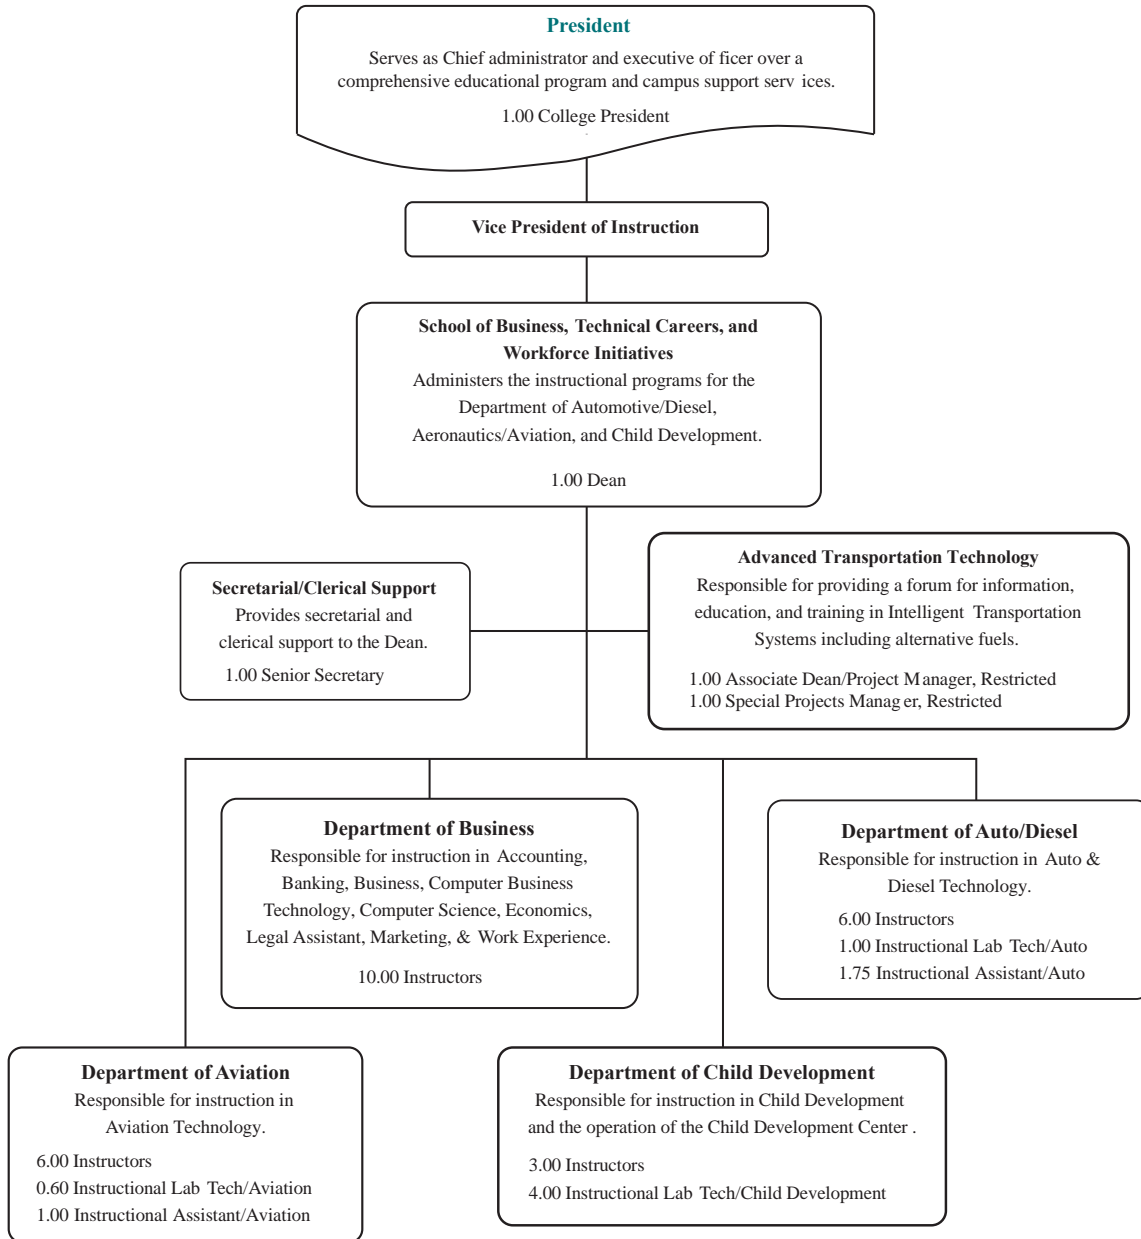 President
Serves as Chief administrator and executive of ficer over a
comprehensive educational program and campus support serv ices.
1.00 College President
Vice President of Instruction
School of Business, Technical Careers, and
Workforce Initiatives
Administers the instructional programs for the
Department of Automotive/Diesel,
Aeronautics/Aviation, and Child Development.
1.00 Dean
Secretarial/Clerical Support
Provides secretarial and
clerical support to the Dean.
1.00 Senior Secretary
Advanced Transportation Technology
Responsible for providing a forum for information,
education, and training in Intelligent Transportation
Systems including alternative fuels.
1.00 Associate Dean/Project Manager, Restricted
1.00 Special Projects Manager, Restricted
Department of Business
Responsible for instruction in Accounting,
Banking, Business, Computer Business
Technology, Computer Science, Economics,
Legal Assistant, Marketing, & Work Experience.
10.00 Instructors
Department of Auto/Diesel
Responsible for instruction in Auto &
Diesel Technology.
6.00 Instructors
1.00 Instructional Lab Tech/Auto
1.75 Instructional Assistant/Auto
Department of Aviation
Responsible for instruction in
Aviation Technology.
6.00 Instructors
0.60 Instructional Lab Tech/Aviation
1.00 Instructional Assistant/Aviation
Department of Child Development
Responsible for instruction in Child Development
and the operation of the Child Development Center .
3.00 Instructors
4.00 Instructional Lab Tech/Child Development